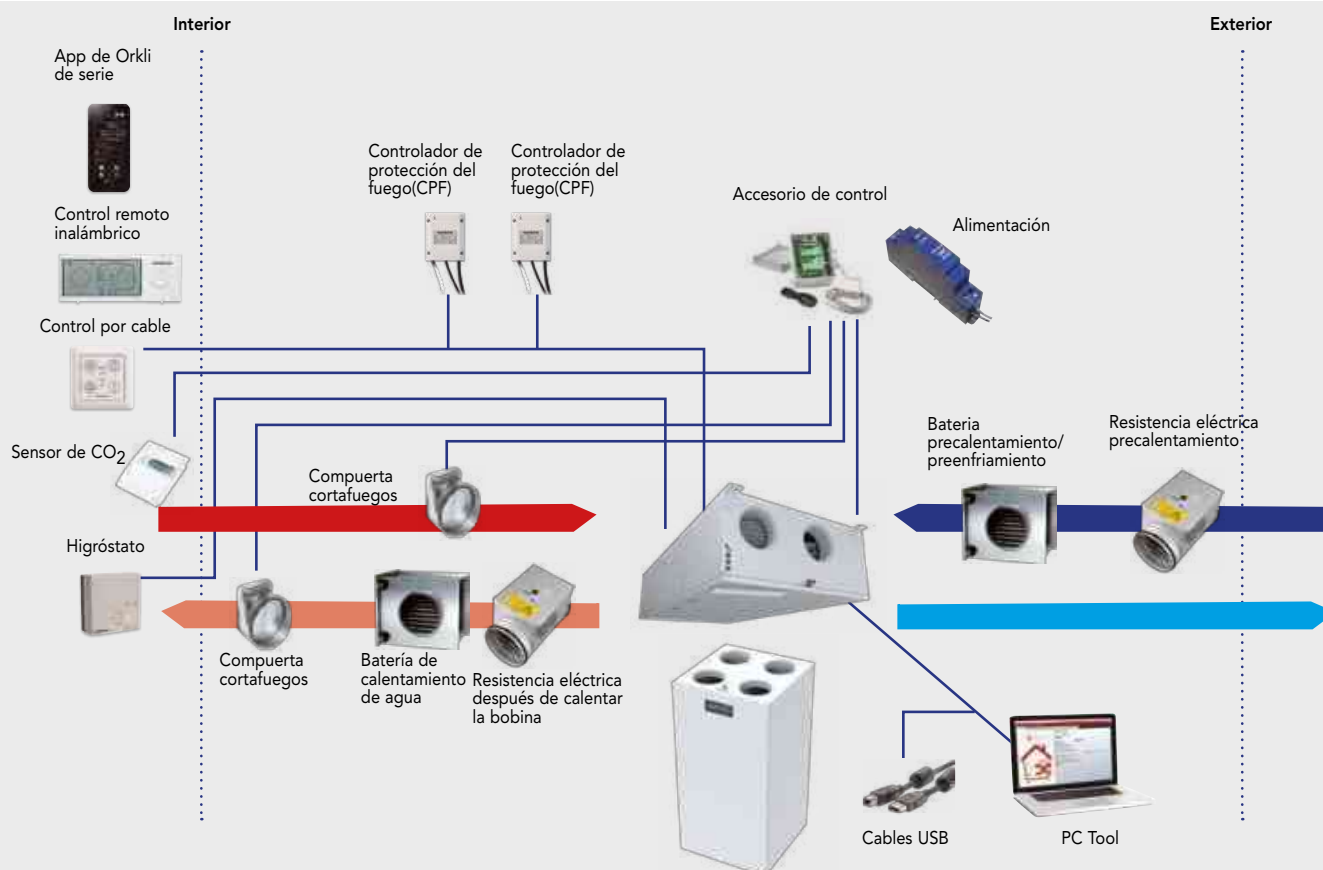 Interior
Exterior
App de Orkli
de serie
Controlador de
protección del
fuego(CPF)
Controlador de
protección del
fuego(CPF)
Accesorio de control
Alimentación
Control remoto
inalámbrico
Control por cable
Sensor de CO2
Compuerta
cortafuegos
Bateria
precalentamiento/
preenfriamiento
Resistencia eléctrica
precalentamiento
Higróstato
Compuerta
cortafuegos
Batería de
calentamiento
de agua
Resistencia eléctrica
después de calentar
la bobina
Cables USB
PC Tool